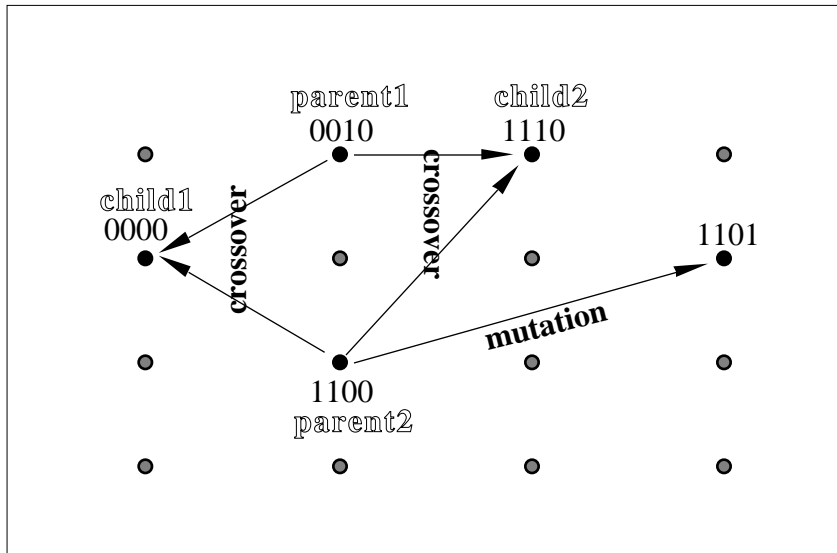 parent1
0010
child2
1110
child1
0000
crossover
crossover
1101
mutation
1100
parent2